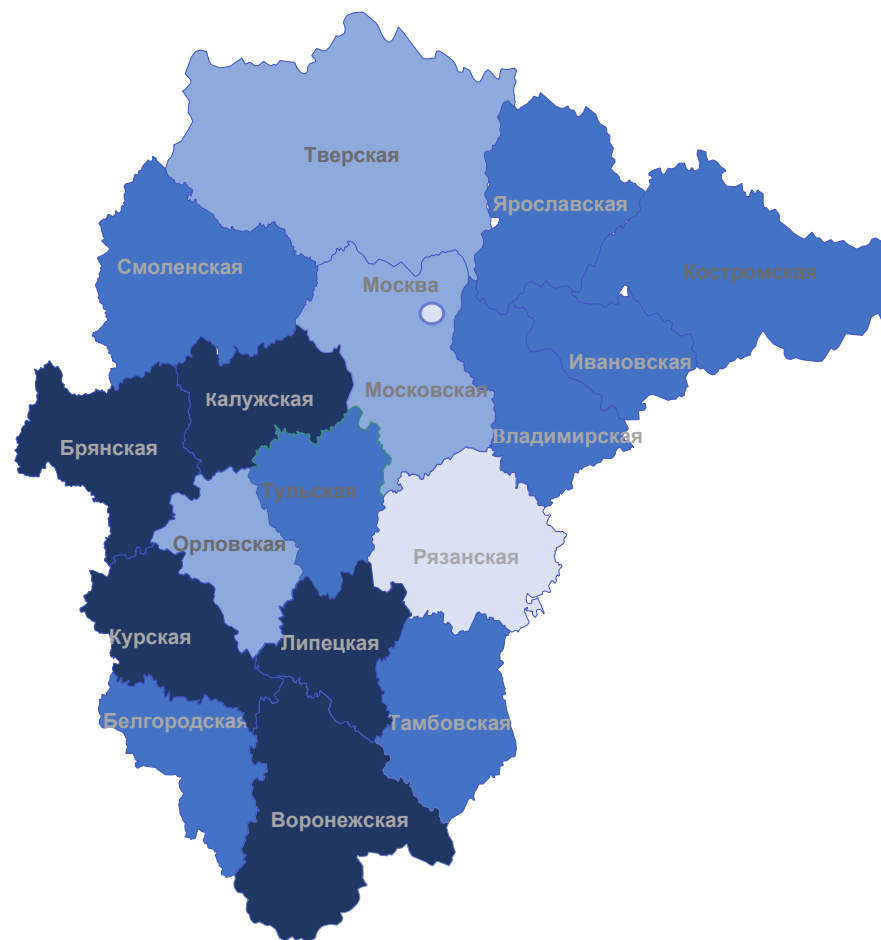 Тверская
Ярославская
Смоленская
Костромская
Москва
Ивановская
Московская
Калужская
Владимирская
Брянская
Тульская
Орловская
Рязанская
Курская
Липецкая
Белгородская
Тамбовская
Воронежская